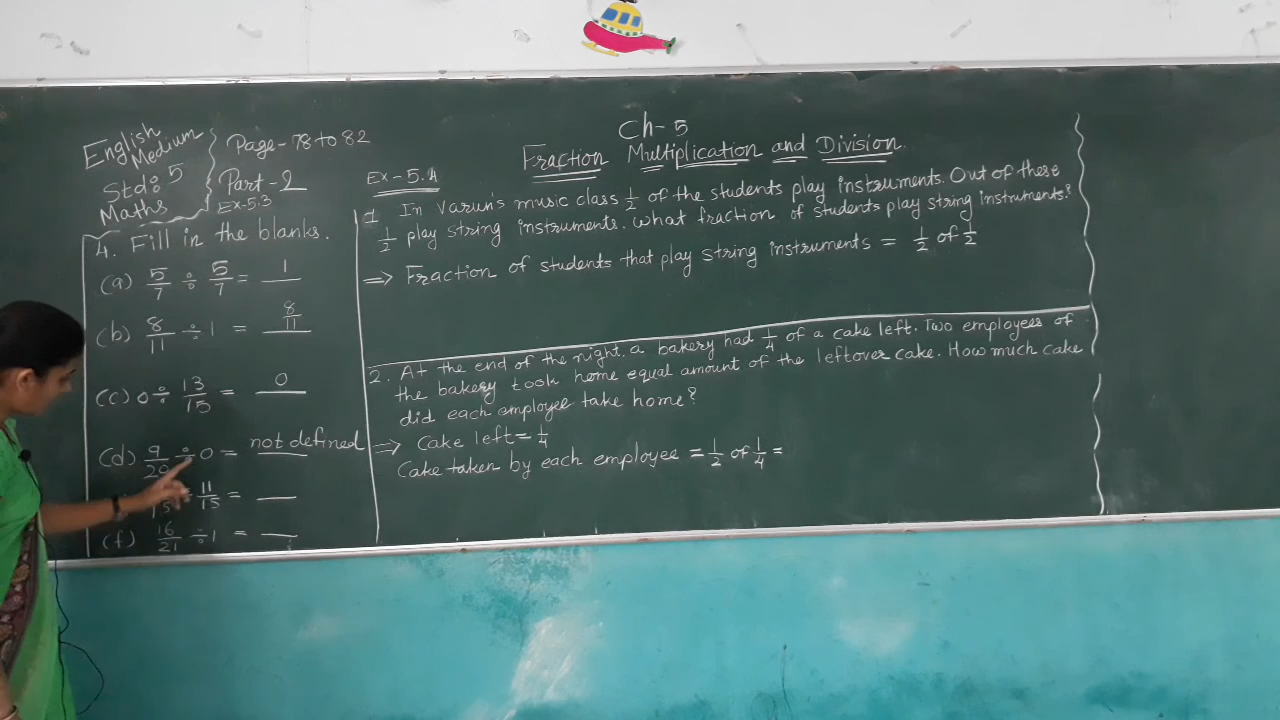 English
Medium
Std: 5
Maths
Page-78 to 82
Part-2
Ex-5.3
4. Fill in the blanks.
(a) 5/7 ÷ 5/7 = 1
(b) 8/11 ÷ 1 = 8/11
(c) 0 ÷ 13/15 = 0
(d) 9/20 ÷ 0 = not defined
11/15 =
(f) 16/21 ÷ 1 =
Ch-5
Fraction Multiplication and Division
Ex-5.4
1 In Varun's music class 1/2 of the students play instruments. Out of these
1/2 play string instruments. What fraction of students play string instruments?
⇒ Fraction of students that play string instruments = 1/2 of 1/2
2. At the end of the night, a bakery had 1/4 of a cake left. Two employees of
the bakery took home equal amount of the leftover cake. How much cake
did each employee take home?
⇒ Cake left = 1/4
Cake taken by each employee = 1/2 of 1/4 =